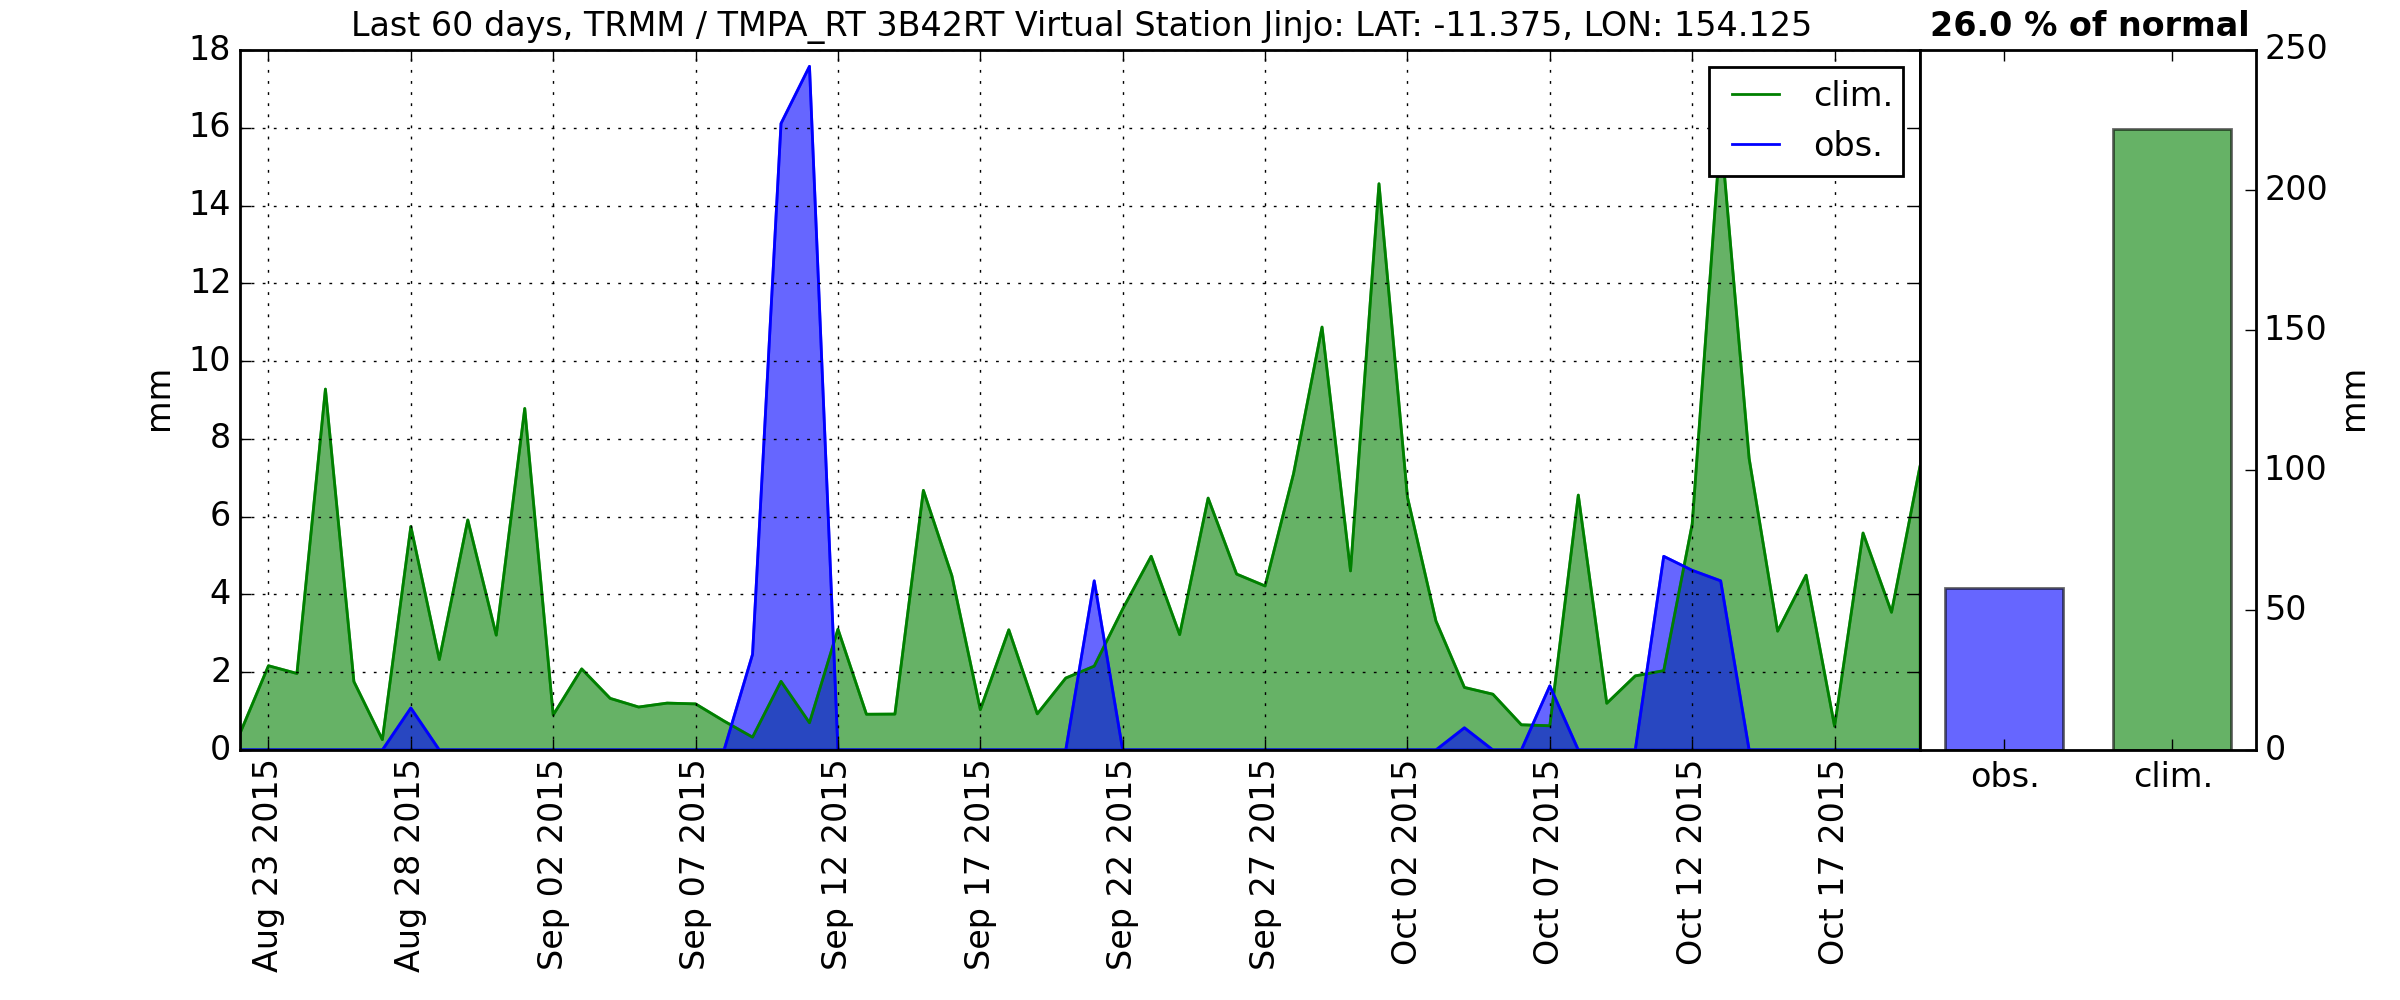 Last 60 days, TRMM / TMPA_RT 3B42RT Virtual Station Jinjo: LAT: -11.375, LON: 154.125
26.0 % of normal
18
16
14
12
10
8
6
4
2
0
mm
clim.
obs.
Aug 23 2015
Aug 28 2015
Sep 02 2015
Sep 07 2015
Sep 12 2015
Sep 17 2015
Sep 22 2015
Sep 27 2015
Oct 02 2015
Oct 07 2015
Oct 12 2015
Oct 17 2015
250
200
150
100
50
0
mm
obs.
clim.